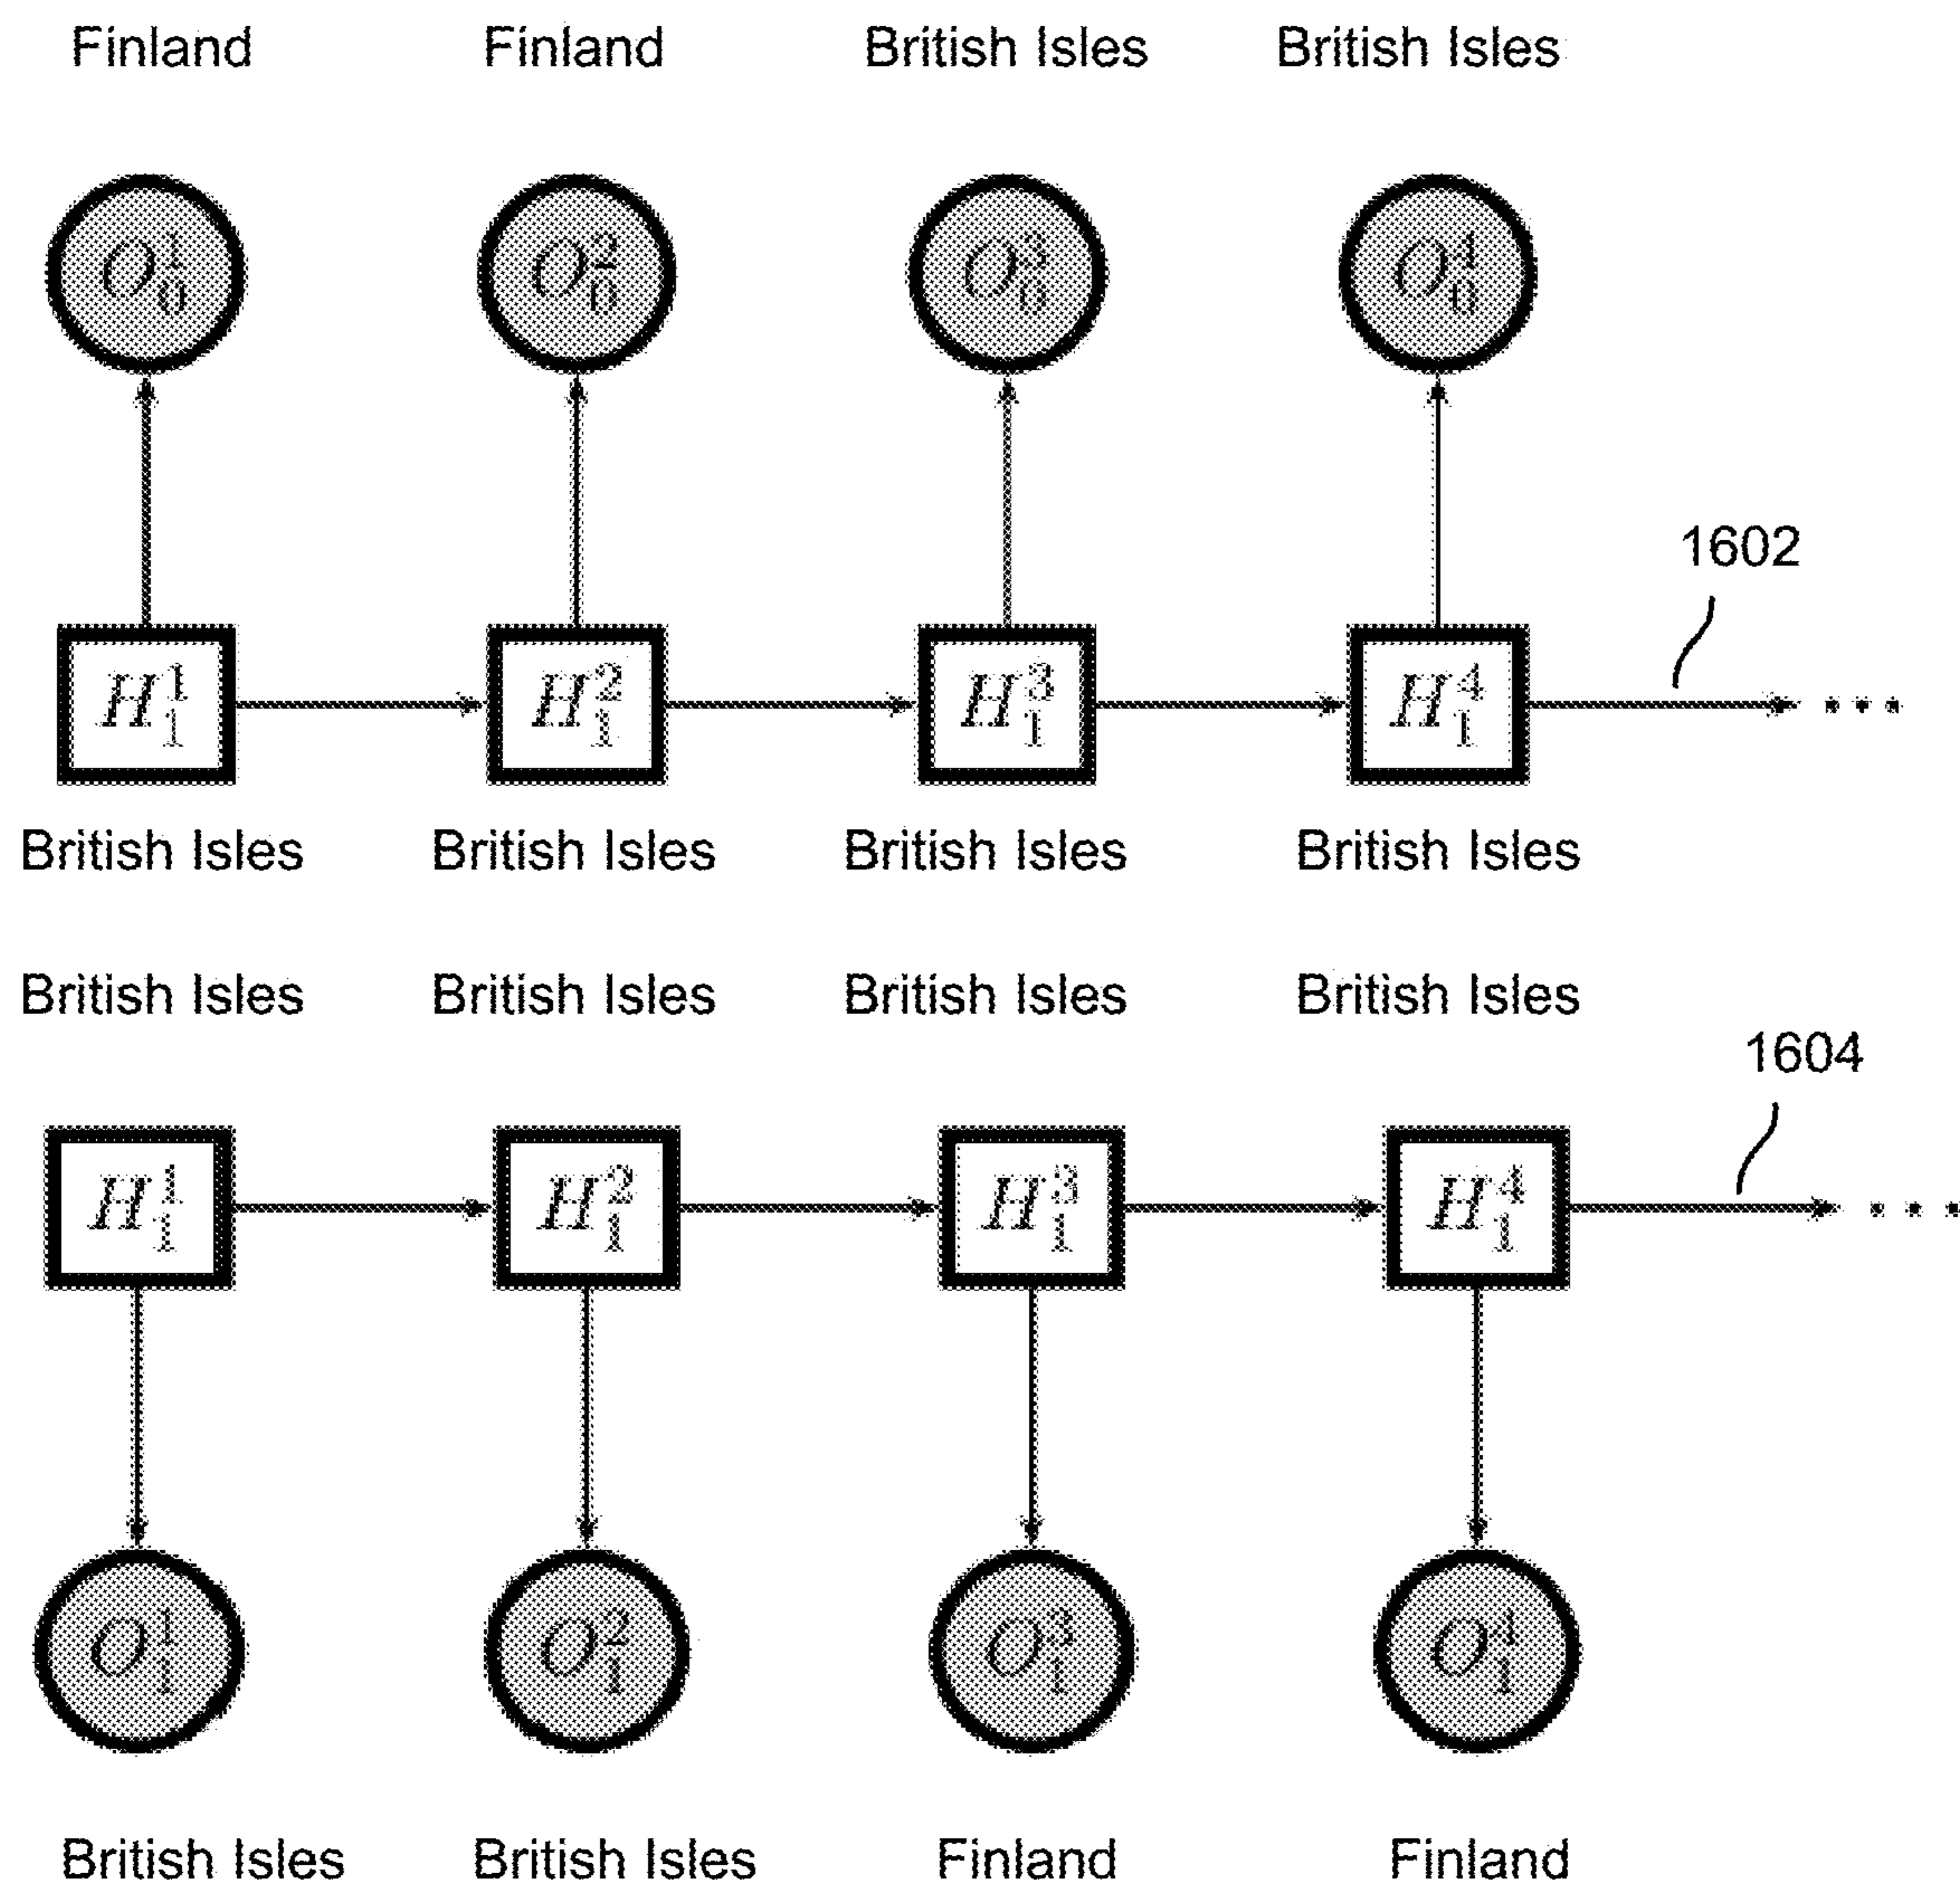 Finland Finland British Isles British Isles
O_0^1 O_0^2 O_0^3 O_0^4
1602
H_1^1 H_1^2 H_1^3 H_1^4 ...
British Isles British Isles British Isles British Isles
British Isles British Isles British Isles British Isles
1604
H_1^1 H_1^2 H_1^3 H_1^4 ...
O_1^1 O_1^2 O_1^3 O_1^4
British Isles British Isles Finland Finland